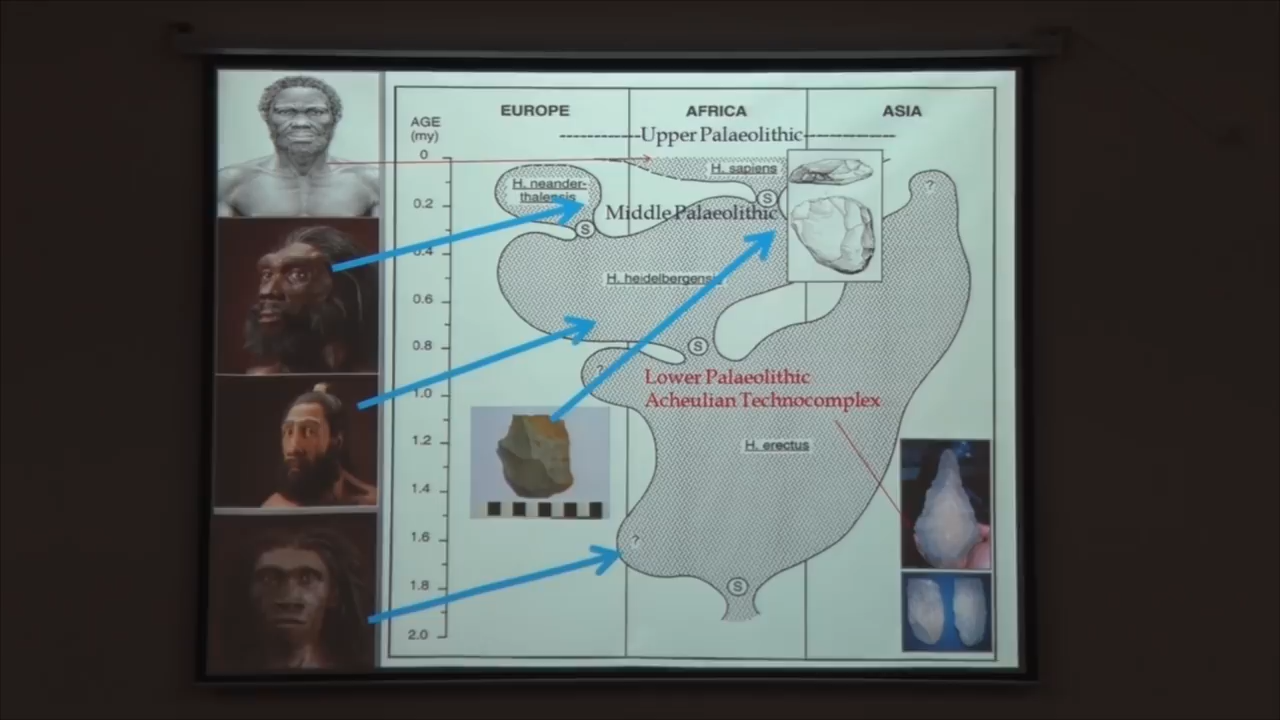 EUROPE
AFRICA
ASIA
AGE
(my)
Upper Palaeolithic
0
H. sapiens
H. neander-
thalensis
S
0.2
Middle Palaeolithic
S
?
0.4
H. heidelbergensis
0.6
0.8
S
?
Lower Palaeolithic
1.0
Acheulian Technocomplex
1.2
H. erectus
1.4
1.6
?
1.8
S
2.0